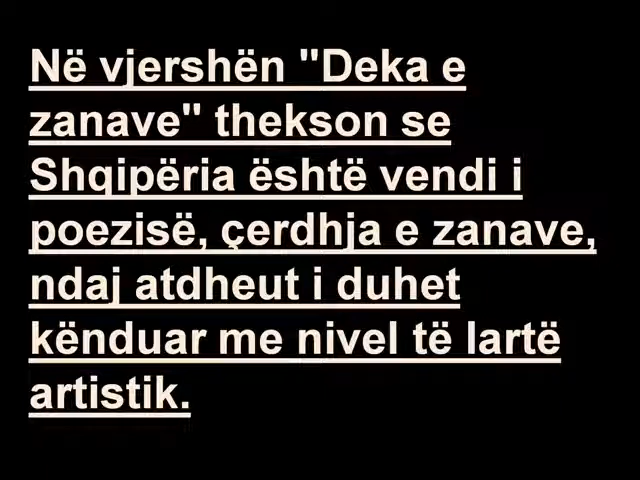 Në vjershën "Deka e
zanave" thekson se
Shqipëria është vendi i
poezisë, çerdhja e zanave,
ndaj atdheut i duhet
kënduar me nivel të lartë
artistik.